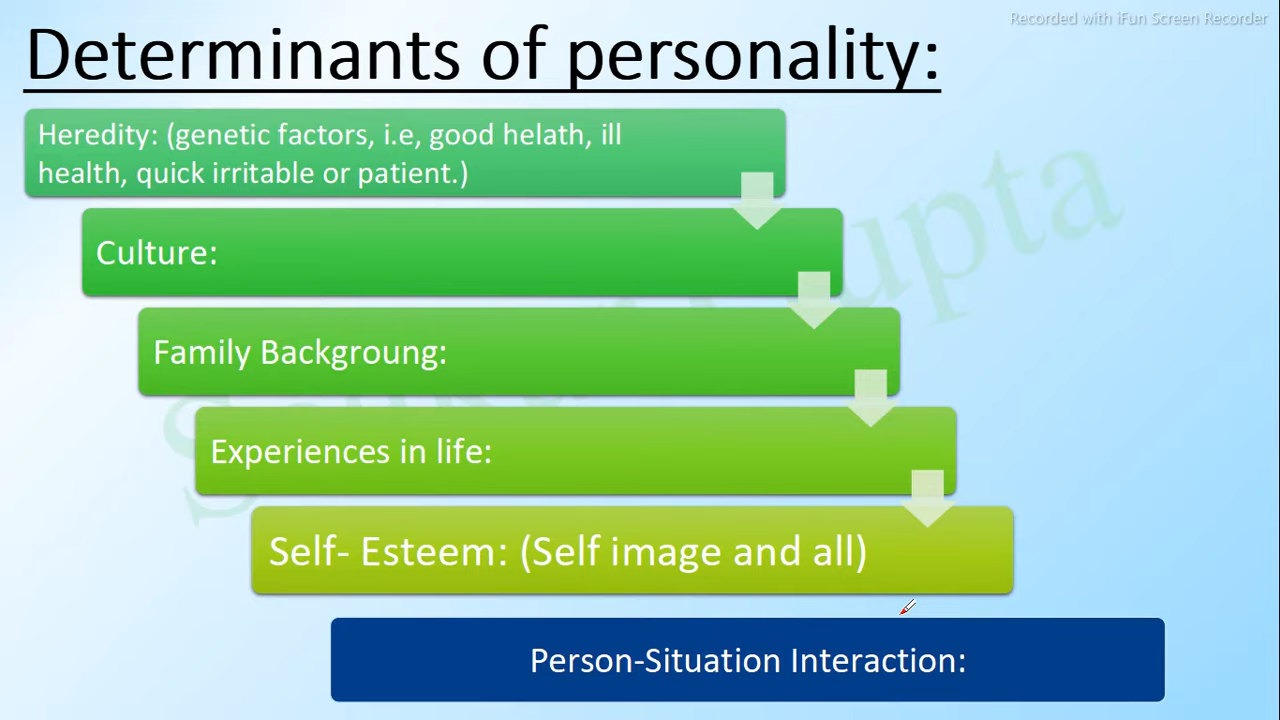 Recorded with iFun Screen Recorder
Determinants of personality:
Heredity: (genetic factors, i.e, good helath, ill
health, quick irritable or patient.)
Culture:
Family Backgroung:
Experiences in life:
Self- Esteem: (Self image and all)
Person-Situation Interaction: